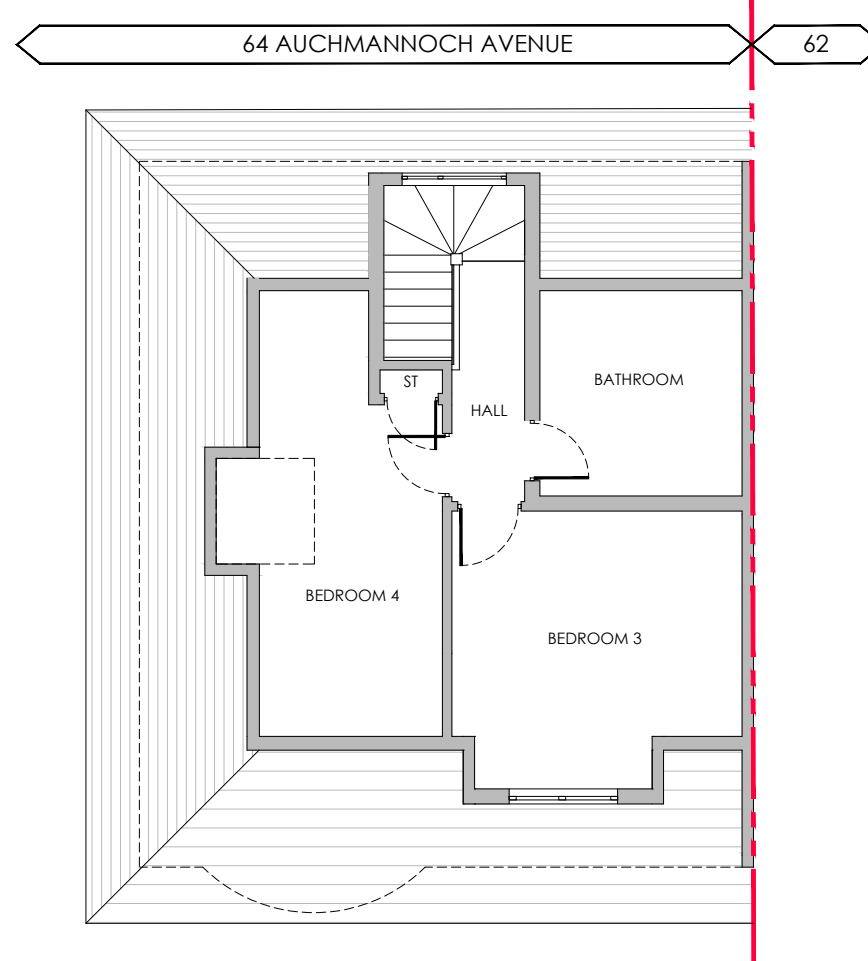 64 AUCHMANNOCH AVENUE
62
ST
BATHROOM
HALL
BEDROOM 4
BEDROOM 3